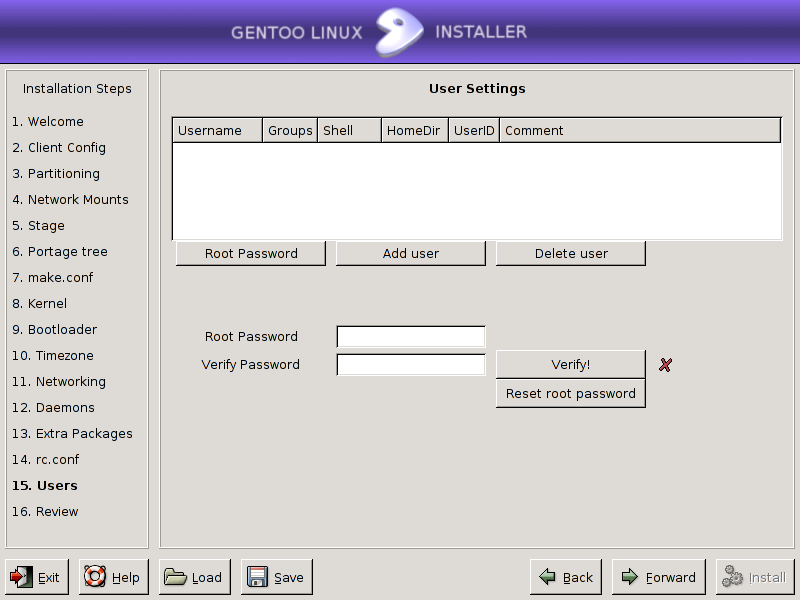 GENTOO LINUX INSTALLER
Installation Steps
1. Welcome
2. Client Config
3. Partitioning
4. Network Mounts
5. Stage
6. Portage tree
7. make.conf
8. Kernel
9. Bootloader
10. Timezone
11. Networking
12. Daemons
13. Extra Packages
14. rc.conf
15. Users
16. Review
User Settings
Username Groups Shell HomeDir UserID Comment
Root Password Add user Delete user
Root Password
Verify Password Verify!
Reset root password
Exit Help Load Save Back Forward Install